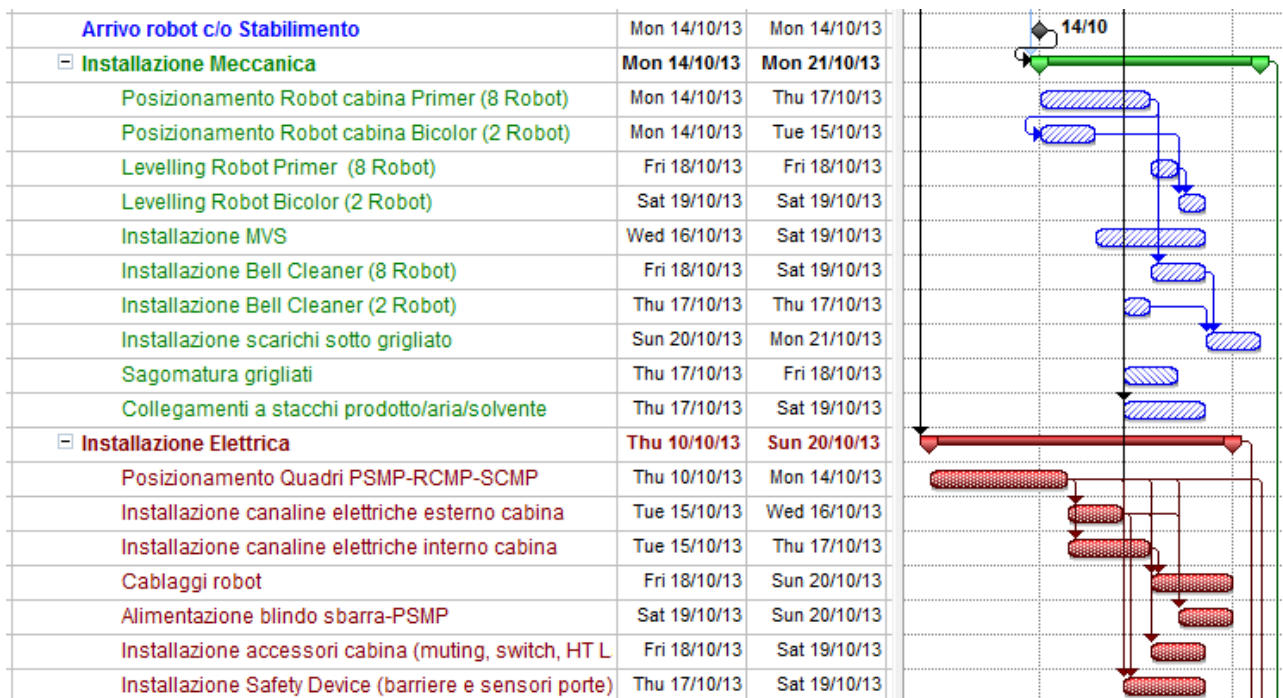 Arrivo robot c/o Stabilimento Mon 14/10/13 Mon 14/10/13 14/10
Installazione Meccanica Mon 14/10/13 Mon 21/10/13
Posizionamento Robot cabina Primer (8 Robot) Mon 14/10/13 Thu 17/10/13
Posizionamento Robot cabina Bicolor (2 Robot) Mon 14/10/13 Tue 15/10/13
Levelling Robot Primer (8 Robot) Fri 18/10/13 Fri 18/10/13
Levelling Robot Bicolor (2 Robot) Sat 19/10/13 Sat 19/10/13
Installazione MVS Wed 16/10/13 Sat 19/10/13
Installazione Bell Cleaner (8 Robot) Fri 18/10/13 Sat 19/10/13
Installazione Bell Cleaner (2 Robot) Thu 17/10/13 Thu 17/10/13
Installazione scarichi sotto grigliato Sun 20/10/13 Mon 21/10/13
Sagomatura grigliati Thu 17/10/13 Fri 18/10/13
Collegamenti a stacchi prodotto/aria/solvente Thu 17/10/13 Sat 19/10/13
Installazione Elettrica Thu 10/10/13 Sun 20/10/13
Posizionamento Quadri PSMP-RCMP-SCMP Thu 10/10/13 Mon 14/10/13
Installazione canaline elettriche esterno cabina Tue 15/10/13 Wed 16/10/13
Installazione canaline elettriche interno cabina Tue 15/10/13 Thu 17/10/13
Cablaggi robot Fri 18/10/13 Sun 20/10/13
Alimentazione blindo sbarra-PSMP Sat 19/10/13 Sun 20/10/13
Installazione accessori cabina (muting, switch, HT L Fri 18/10/13 Sat 19/10/13
Installazione Safety Device (barriere e sensori porte) Thu 17/10/13 Sat 19/10/13